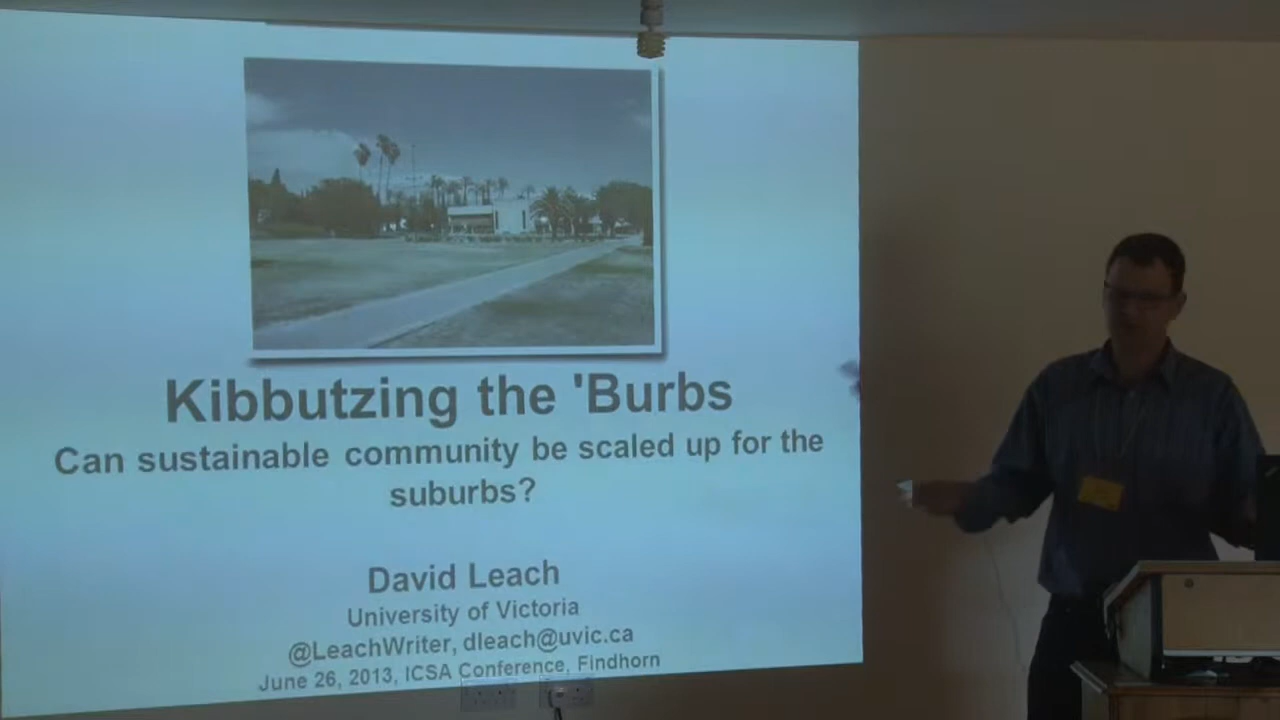 Kibbutzing the 'Burbs
Can sustainable community be scaled up for the
suburbs?
David Leach
University of Victoria
@LeachWriter, dleach@uvic.ca
June 26, 2013, ICSA Conference, Findhorn